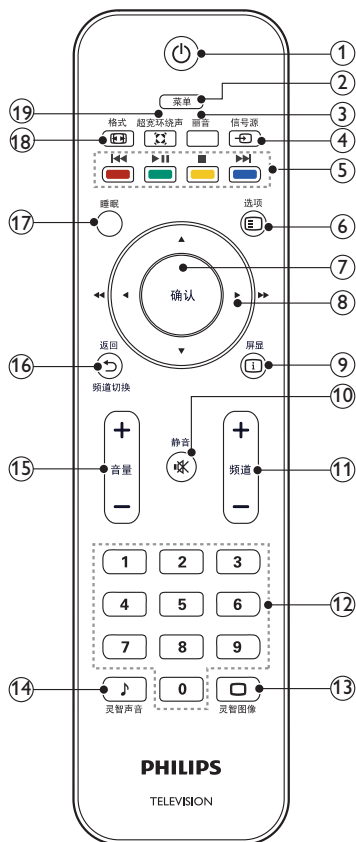 1
菜单
2
19
3
格式 超宽环绕声 丽音 信号源
18
4
5
睡眠
选项
17
6
7
确认
8
返回
屏显
16
i
9
频道切换
10
静音
+
+
15
音量
频道
11
−
−
1 2 3
4 5 6
12
7 8 9
14
0
13
灵智声音
灵智图像
PHILIPS
TELEVISION